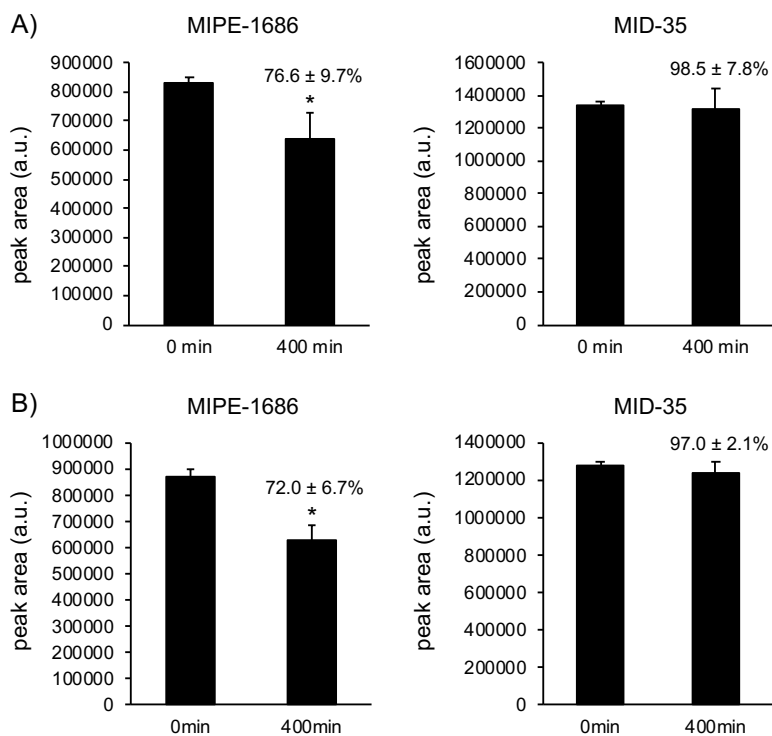 A)
MIPE-1686
peak area (a.u.)
900000
800000
700000
600000
500000
400000
300000
200000
100000
0
76.6 ± 9.7%
*
0 min
400 min
MID-35
peak area (a.u.)
1600000
1400000
1200000
1000000
800000
600000
400000
200000
0
98.5 ± 7.8%
0 min
400 min
B)
MIPE-1686
peak area (a.u.)
1000000
900000
800000
700000
600000
500000
400000
300000
200000
100000
0
72.0 ± 6.7%
*
0min
400min
MID-35
peak area (a.u.)
1400000
1200000
1000000
800000
600000
400000
200000
0
97.0 ± 2.1%
0min
400min